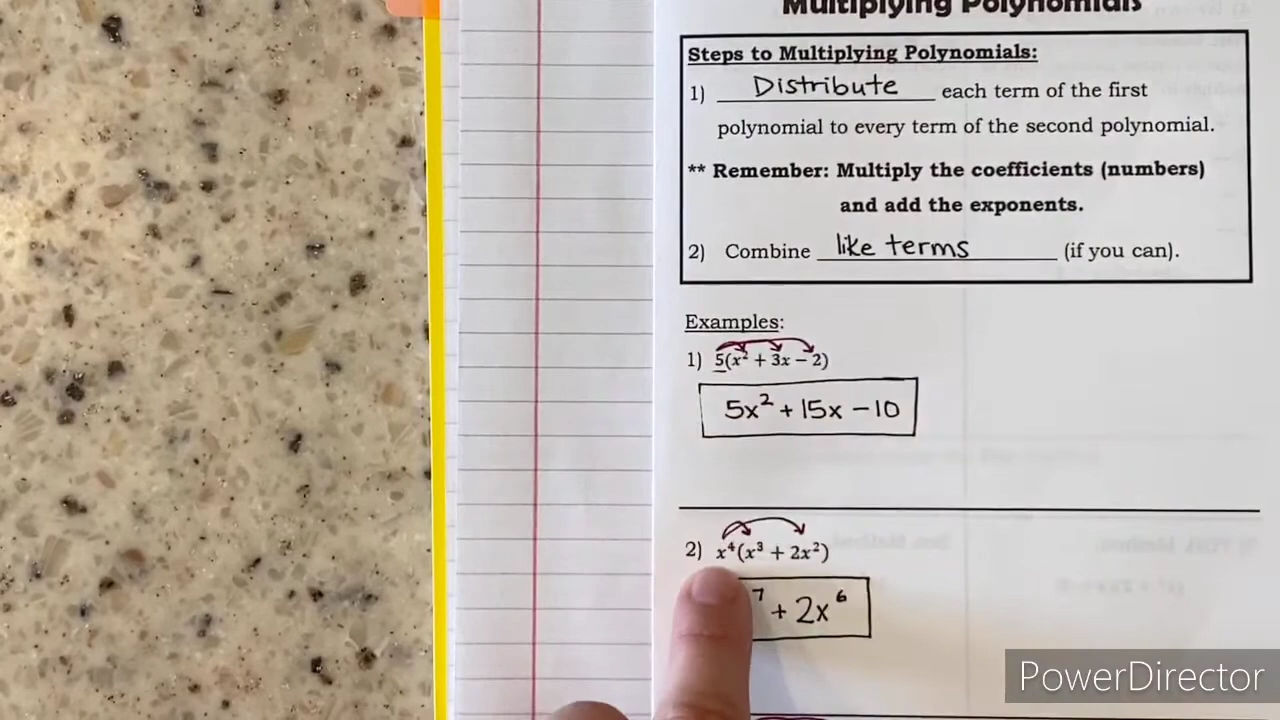 Multiplying Polynomials
Steps to Multiplying Polynomials:
1) Distribute each term of the first
polynomial to every term of the second polynomial.
** Remember: Multiply the coefficients (numbers)
and add the exponents.
2) Combine like terms (if you can).
Examples:
1) 5(x² + 3x − 2)
5x² + 15x − 10
2) x⁴(x³ + 2x²)
⁷ + 2x⁶
PowerDirector